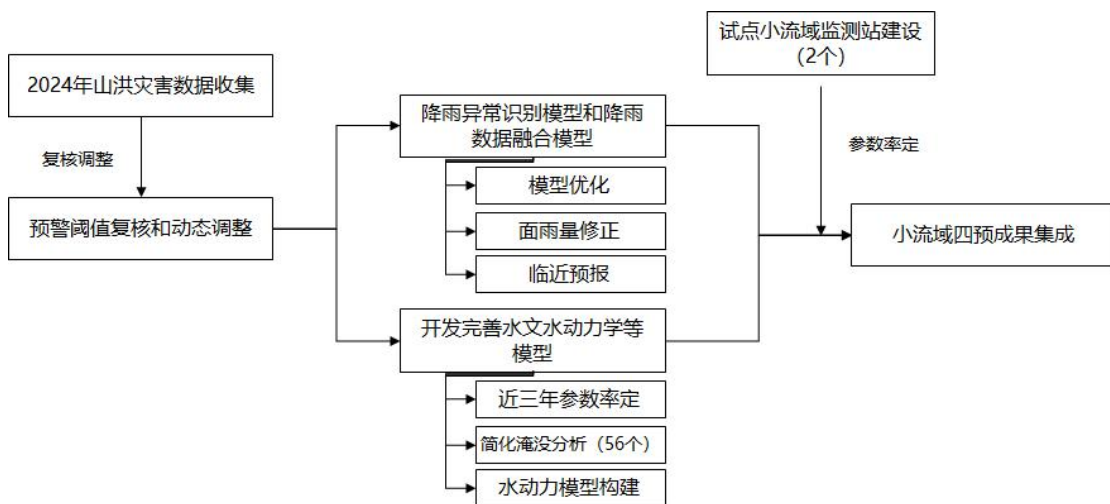 2024年山洪灾害数据收集
复核调整
预警阈值复核和动态调整
降雨异常识别模型和降雨
数据融合模型
模型优化
面雨量修正
临近预报
开发完善水文水动力学等
模型
近三年参数率定
简化淹没分析（56个）
水动力模型构建
试点小流域监测站建设
（2个）
参数率定
小流域四预成果集成